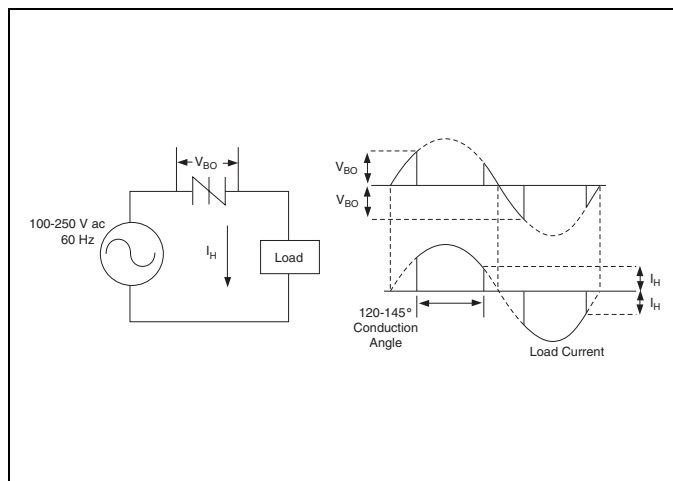 V_BO
100-250 V ac
60 Hz
I_H
Load
V_BO
V_BO
I_H
I_H
120-145°
Conduction
Angle
Load Current